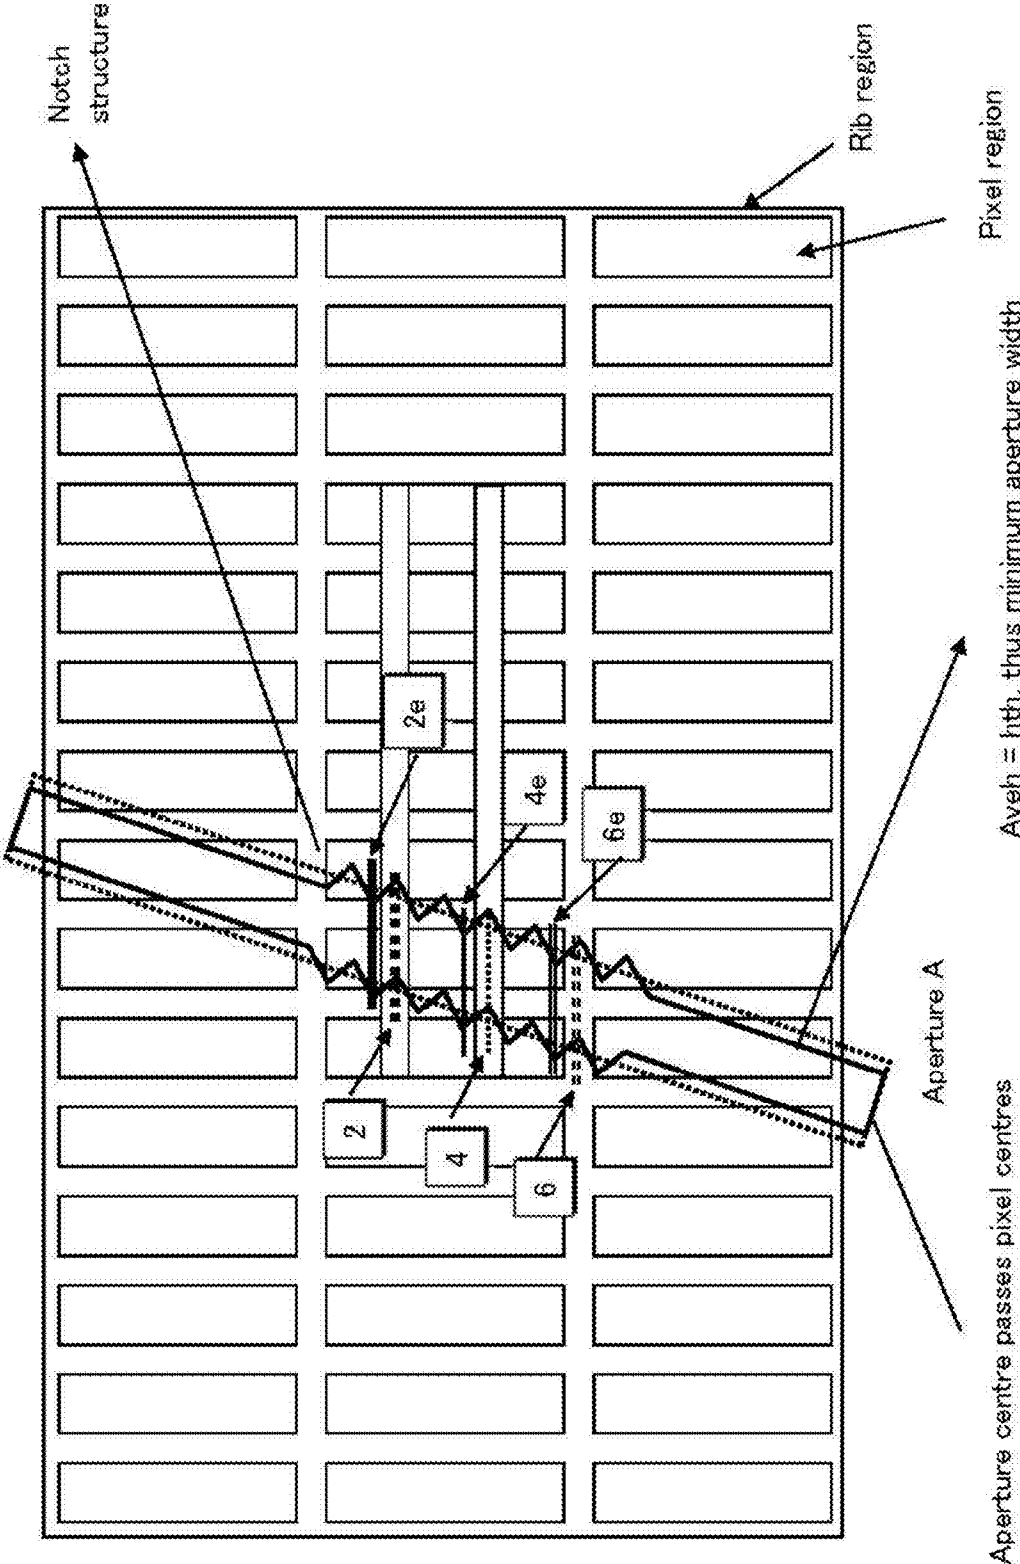 Notch
structure
Rib region
Pixel region
2e
4e
6e
2
4
6
Aperture A
Aveh = hth, thus minimum aperture width
Aperture centre passes pixel centres